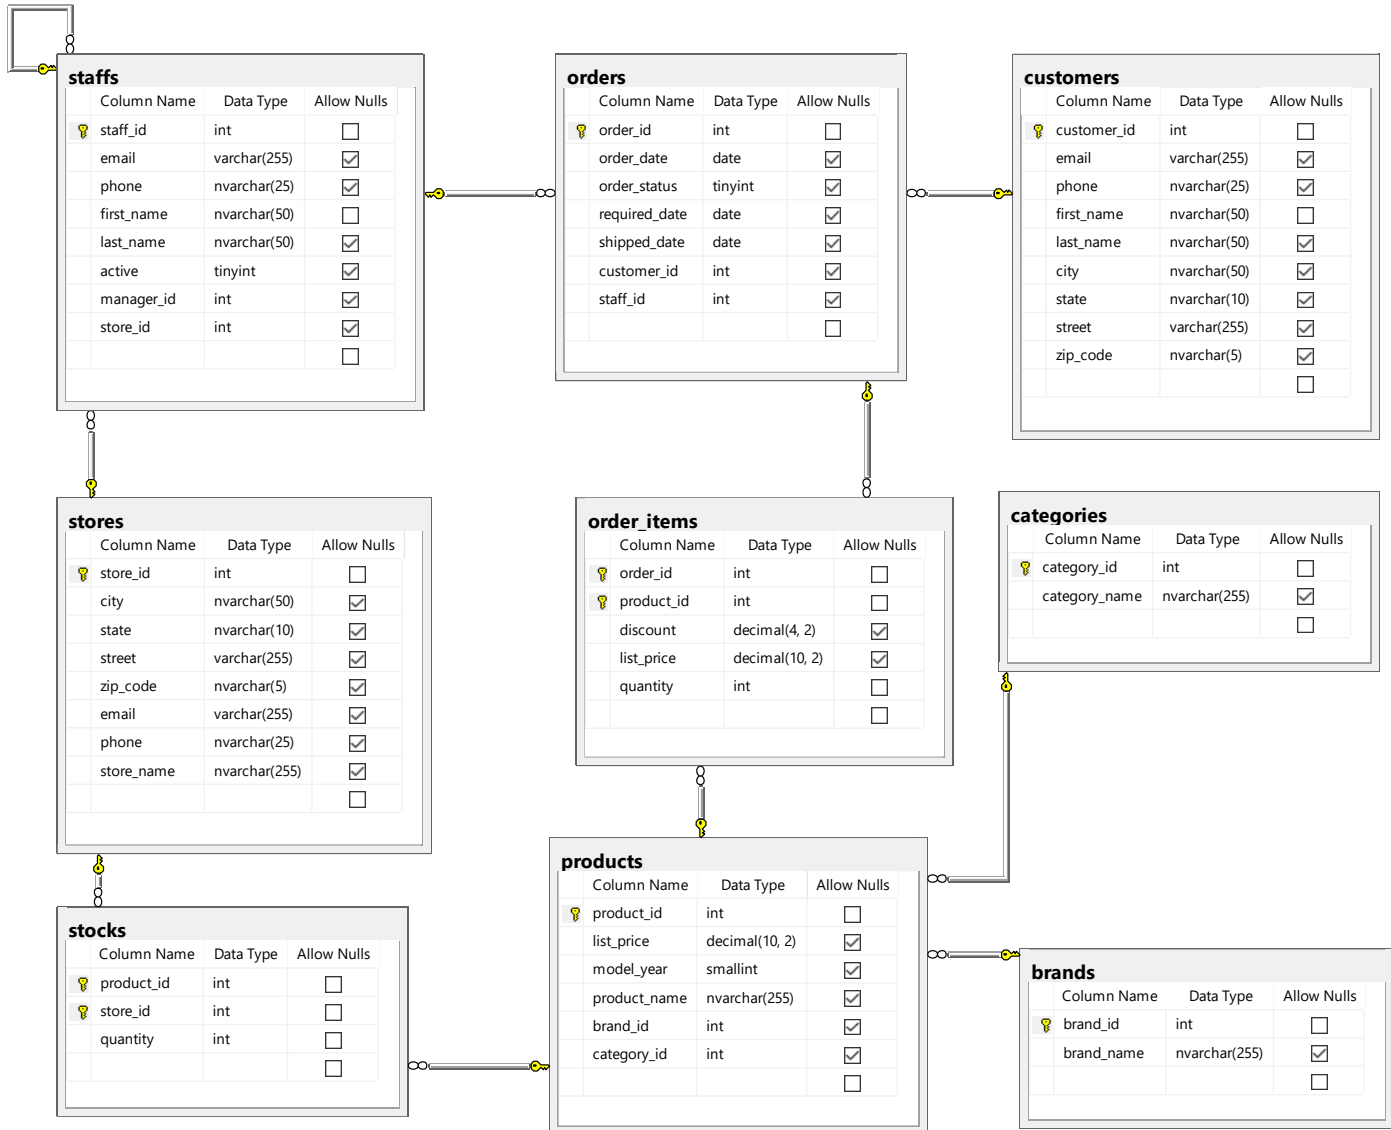 staffs
Column Name Data Type Allow Nulls
staff_id int
email varchar(255)
phone nvarchar(25)
first_name nvarchar(50)
last_name nvarchar(50)
active tinyint
manager_id int
store_id int
orders
Column Name Data Type Allow Nulls
order_id int
order_date date
order_status tinyint
required_date date
shipped_date date
customer_id int
staff_id int
customers
Column Name Data Type Allow Nulls
customer_id int
email varchar(255)
phone nvarchar(25)
first_name nvarchar(50)
last_name nvarchar(50)
city nvarchar(50)
state nvarchar(10)
street varchar(255)
zip_code nvarchar(5)
stores
Column Name Data Type Allow Nulls
store_id int
city nvarchar(50)
state nvarchar(10)
street varchar(255)
zip_code nvarchar(5)
email varchar(255)
phone nvarchar(25)
store_name nvarchar(255)
order_items
Column Name Data Type Allow Nulls
order_id int
product_id int
discount decimal(4, 2)
list_price decimal(10, 2)
quantity int
categories
Column Name Data Type Allow Nulls
category_id int
category_name nvarchar(255)
stocks
Column Name Data Type Allow Nulls
product_id int
store_id int
quantity int
products
Column Name Data Type Allow Nulls
product_id int
list_price decimal(10, 2)
model_year smallint
product_name nvarchar(255)
brand_id int
category_id int
brands
Column Name Data Type Allow Nulls
brand_id int
brand_name nvarchar(255)